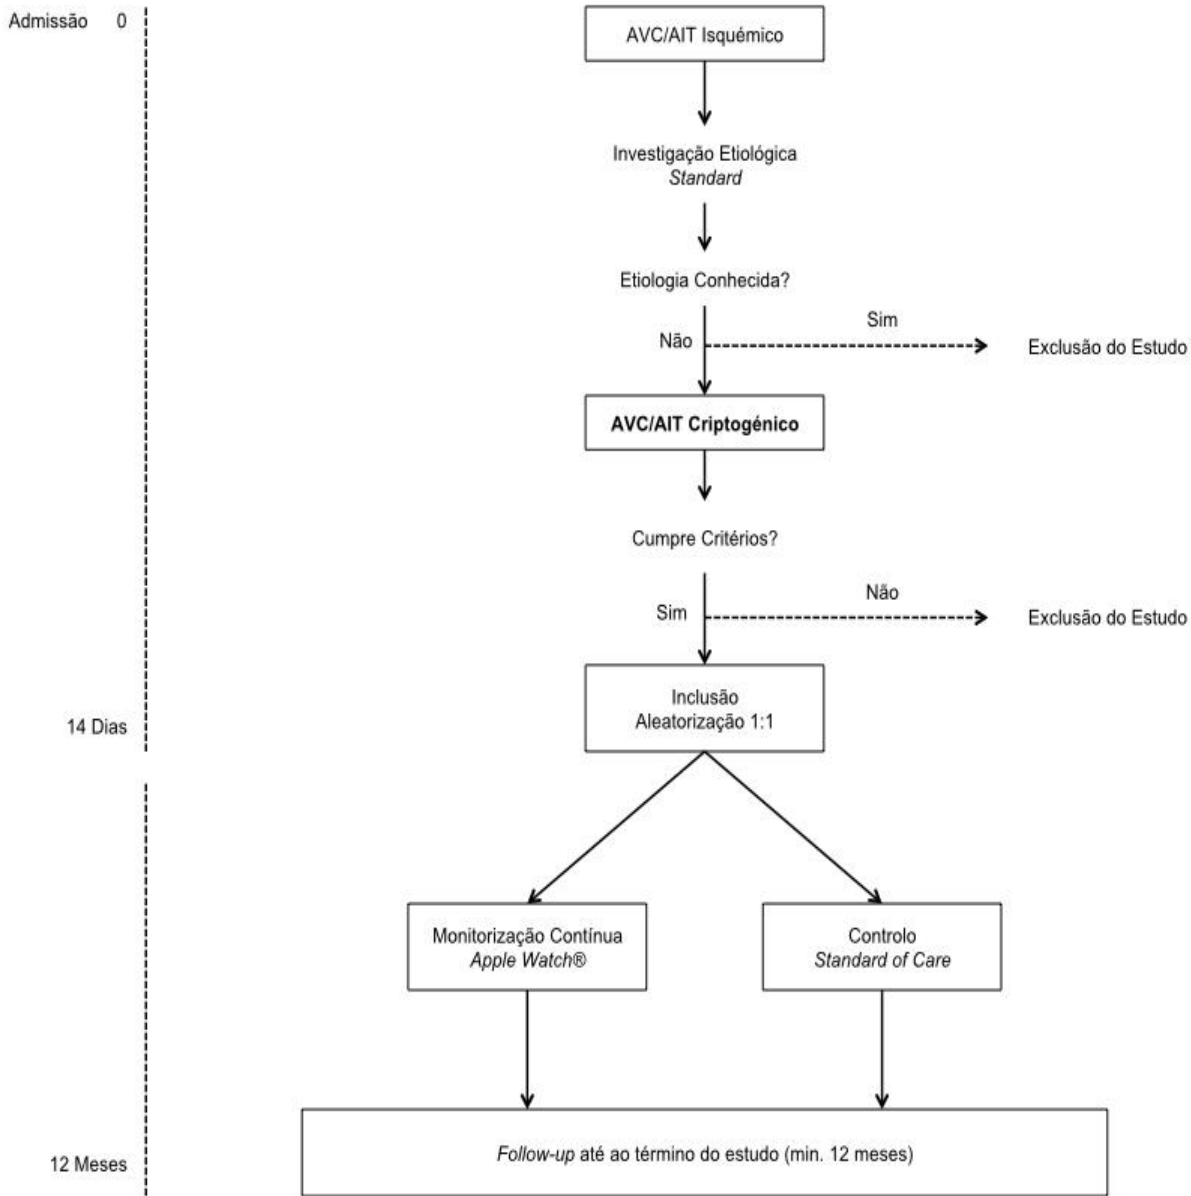 Admissão 0
AVC/AIT Isquémico
Investigação Etiológica
Standard
Etiologia Conhecida?
Sim
Não
Exclusão do Estudo
AVC/AIT Criptogénico
Cumpre Critérios?
Não
Sim
Exclusão do Estudo
Inclusão
Aleatorização 1:1
14 Dias
Monitorização Contínua
Apple Watch®
Controlo
Standard of Care
Follow-up até ao término do estudo (min. 12 meses)
12 Meses